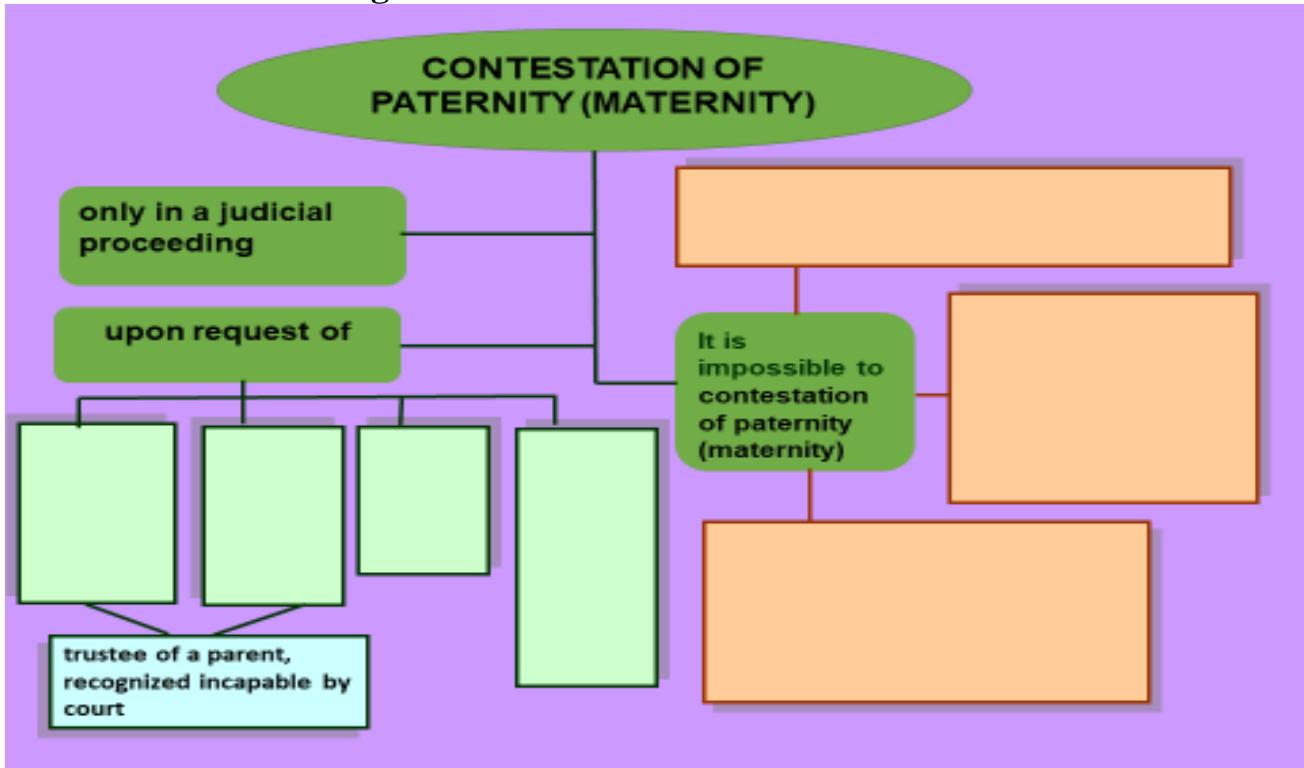 g
CONTESTATION OF
PATERNITY (MATERNITY)
only in a judicial
proceeding
upon request of
It is
impossible to
contestation
of paternity
(maternity)
trustee of a parent,
recognized incapable by
court